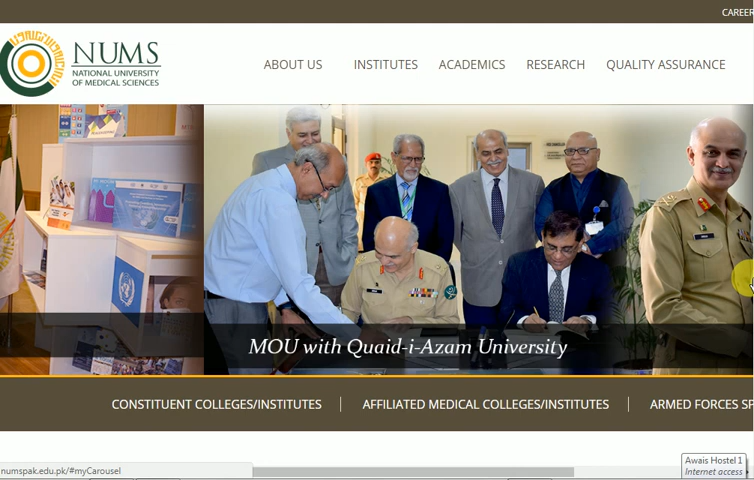 CAREER
NUMS
NATIONAL UNIVERSITY
OF MEDICAL SCIENCES
ABOUT US
INSTITUTES
ACADEMICS
RESEARCH
QUALITY ASSURANCE
MOU with Quaid-i-Azam University
CONSTITUENT COLLEGES/INSTITUTES
AFFILIATED MEDICAL COLLEGES/INSTITUTES
ARMED FORCES
numspak.edu.pk/#myCarousel
Awais Hostel 1
Internet access